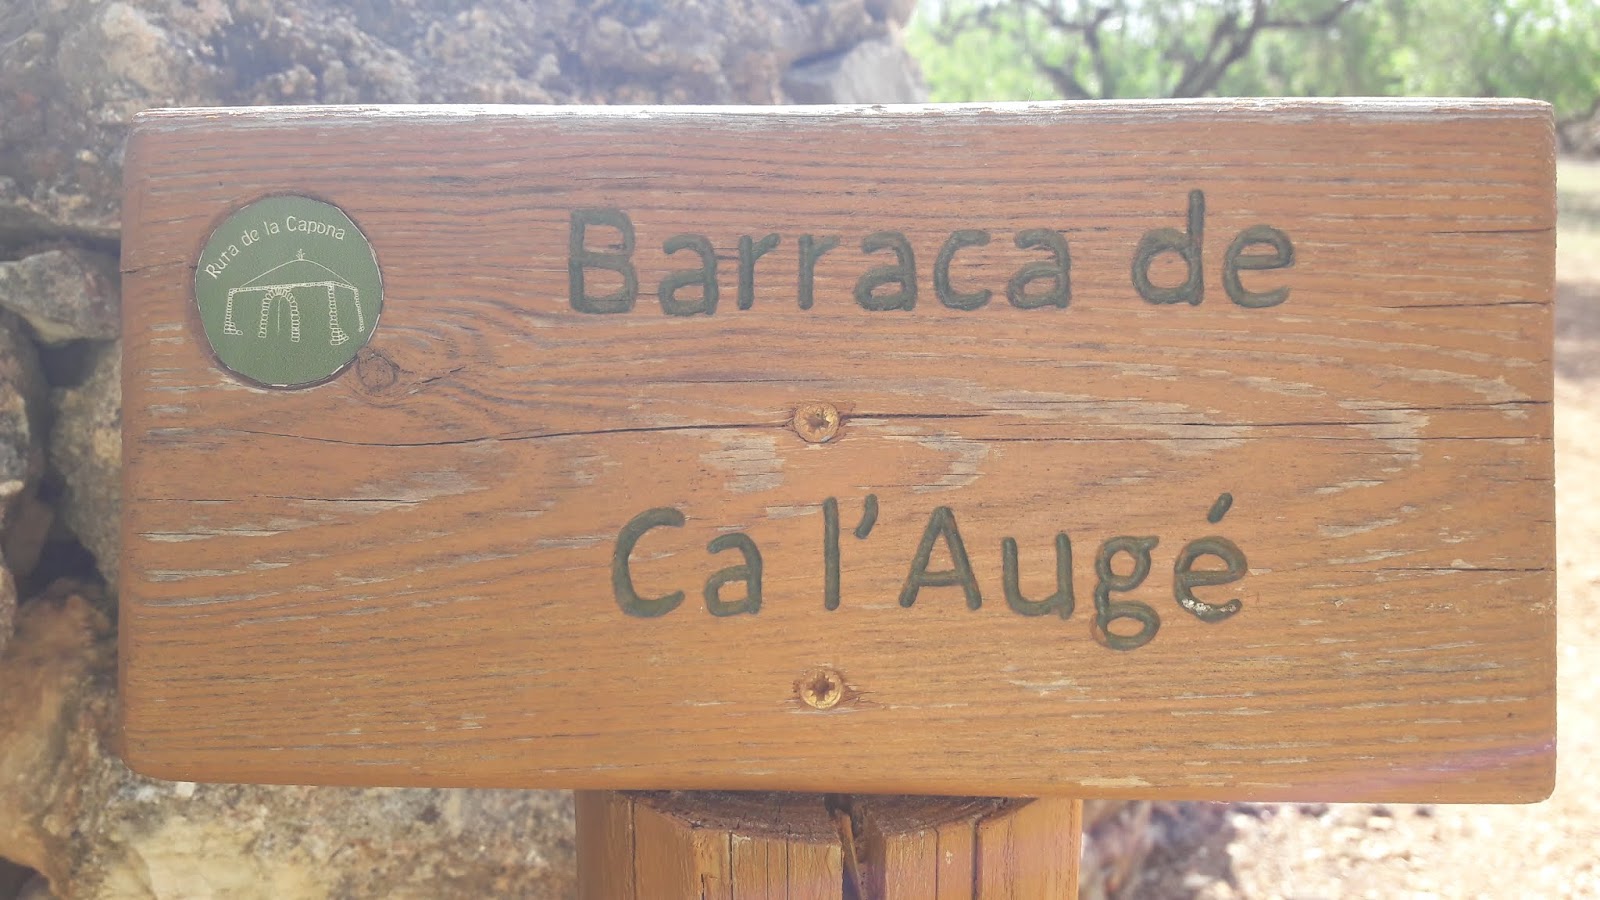 Ruta de la Capona
Barraca de
Ca l'Augé